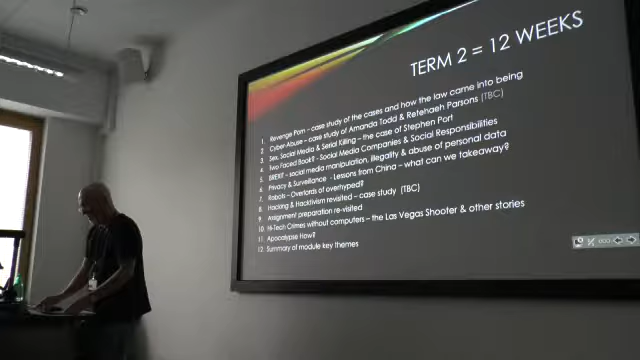 TERM 2 = 12 WEEKS
1. Revenge Porn – case study of the cases and how the law came into being
2. Cyber-Abuse – case study of Amanda Todd & Retehaeh Parsons (TBC)
3. Sex, Social Media & Serial Killing – the case of Stephen Port
4. Two Faced Book? - Social Media Companies & Social Responsibilities
5. BREXIT – social media manipulation, illegality & abuse of personal data
6. Privacy & Surveillance - Lessons from China – what can we takeaway?
7. Robots – Overlords or overhyped?
8. Hacking & Hacktivism revisited – case study (TBC)
9. Assignment preparation re-visited
10. Hi-Tech Crimes without computers – the Las Vegas Shooter & other stories
11. Apocalypse How?
12. Summary of module key themes